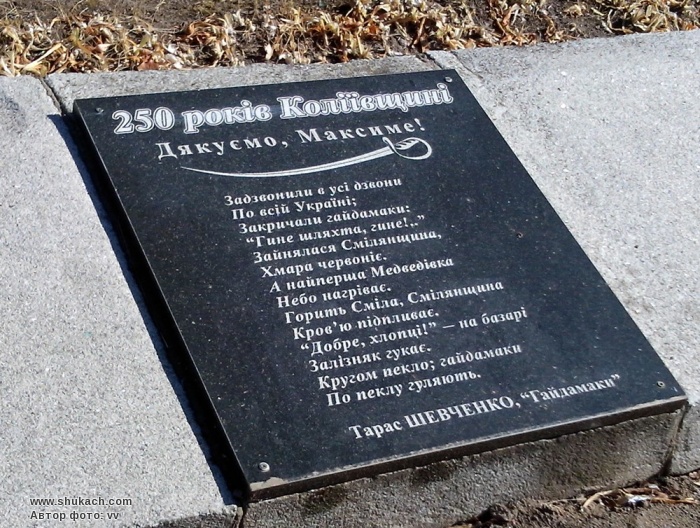 250 років Коліївщині
Дякуємо, Максиме!
Задзвонили в усі дзвони
По всій Україні;
Закричали гайдамаки:
“Гине шляхта, гине!..”
Зайнялася Смілянщина,
Хмара червоніє.
А найперша Медведівка
Небо нагріває.
Горить Сміла, Смілянщина
Кров’ю підпливає.
“Добре, хлопці!” — на базарі
Залізняк гукає.
Кругом пекло; гайдамаки
По пеклу гуляють.
Тарас ШЕВЧЕНКО, “Гайдамаки”
www.shukach.com
Автор фото: vv